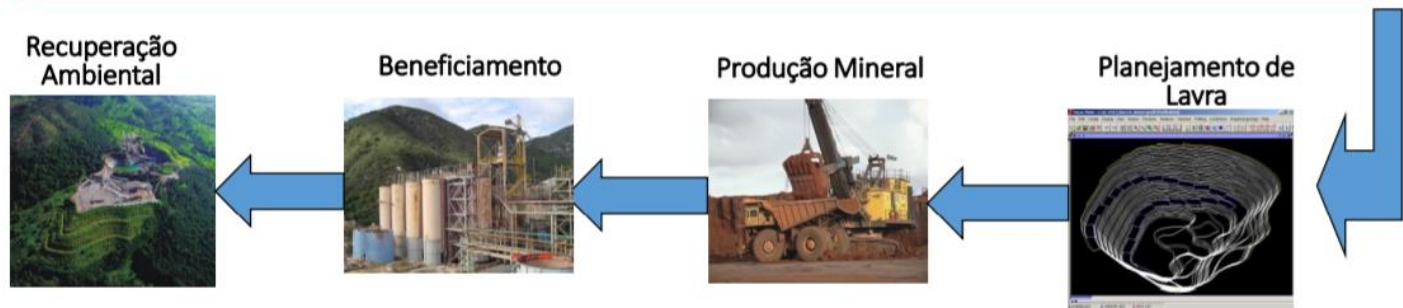 Recuperação
Ambiental
Beneficiamento
Produção Mineral
Planejamento de
Lavra